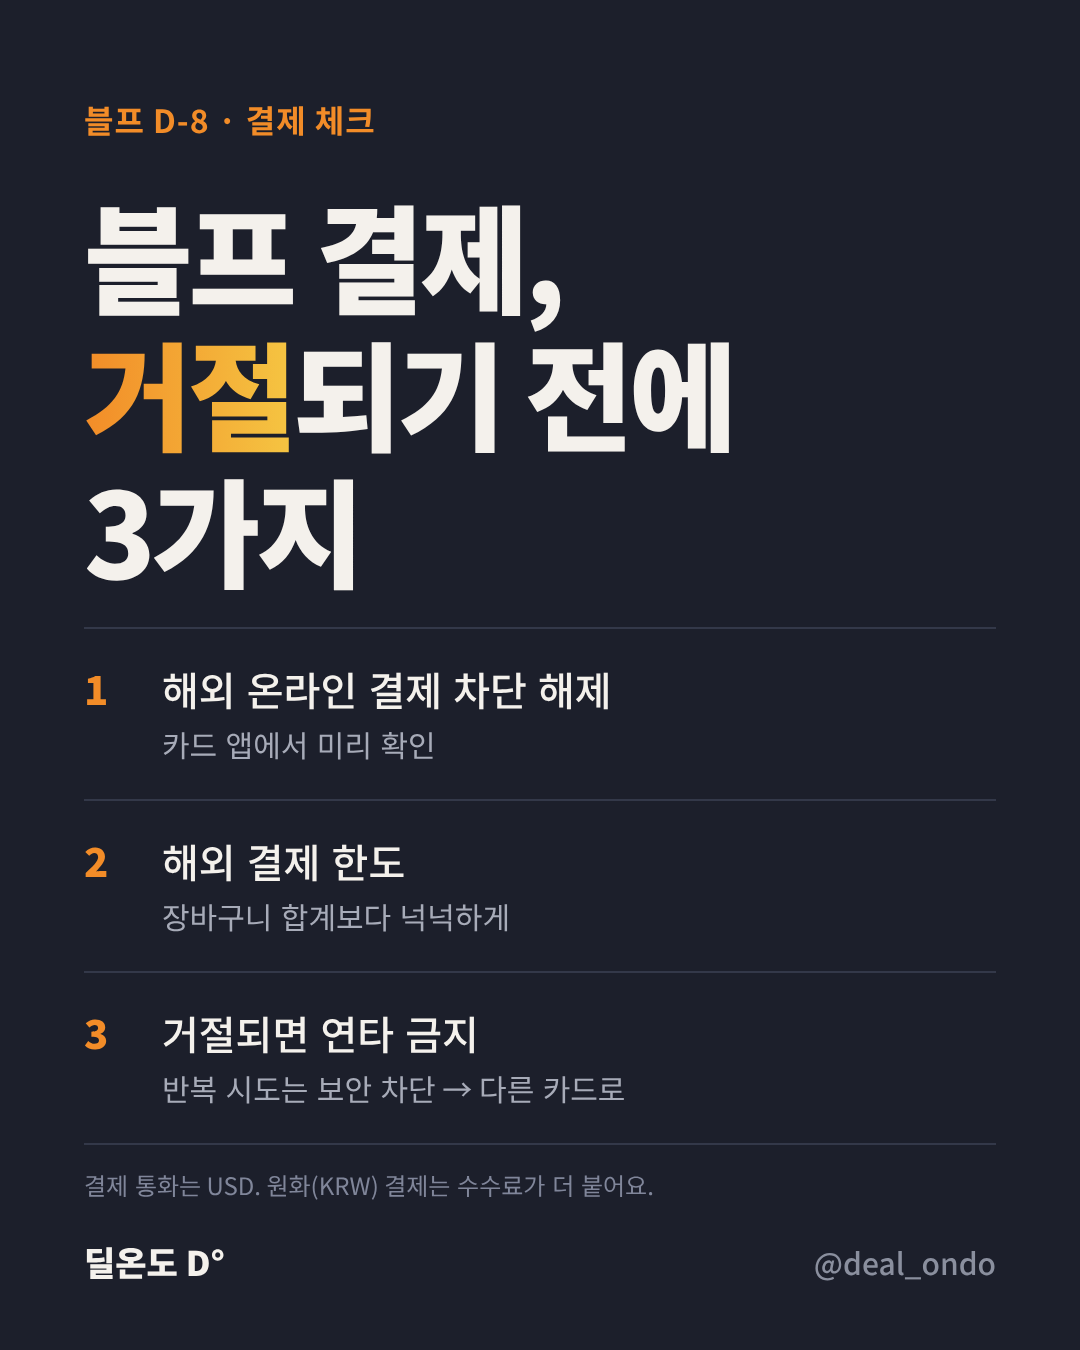 블프 D-8 · 결제 체크
블프 결제,
거절되기 전에
3가지
1 해외 온라인 결제 차단 해제
카드 앱에서 미리 확인
2 해외 결제 한도
장바구니 합계보다 넉넉하게
3 거절되면 연타 금지
반복 시도는 보안 차단 → 다른 카드로
결제 통화는 USD. 원화(KRW) 결제는 수수료가 더 붙어요.
딜온도 D°
@deal_ondo